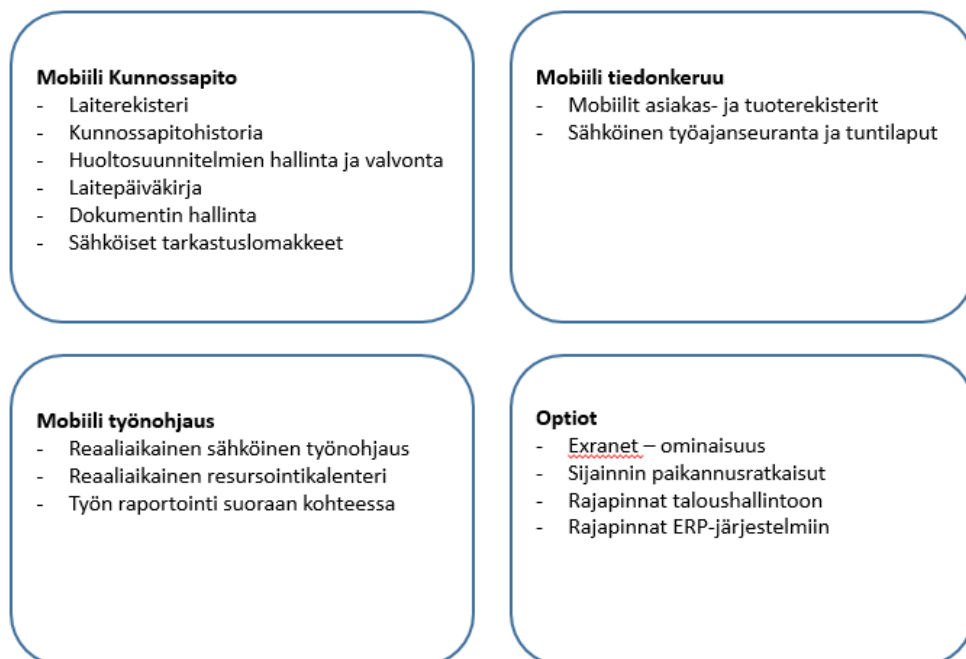 Mobiili Kunnossapito
- Laiterekisteri
- Kunnossapitohistoria
- Huoltosuunnitelmien hallinta ja valvonta
- Laitepäiväkirja
- Dokumentin hallinta
- Sähköiset tarkastuslomakkeet
Mobiili tiedonkeruu
- Mobiilit asiakas- ja tuoterekisterit
- Sähköinen työajanseuranta ja tuntilaput
Mobiili työnohjaus
- Reaaliaikainen sähköinen työnohjaus
- Reaaliaikainen resursointikalenteri
- Työn raportointi suoraan kohteessa
Optiot
- Exranet – ominaisuus
- Sijainnin paikannusratkaisut
- Rajapinnat taloushallintoon
- Rajapinnat ERP-järjestelmiin